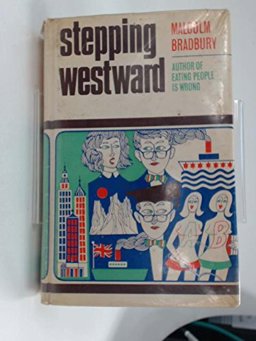 stepping
westward
MALCOLM
BRADBURY
AUTHOR OF
EATING PEOPLE
IS WRONG
A B